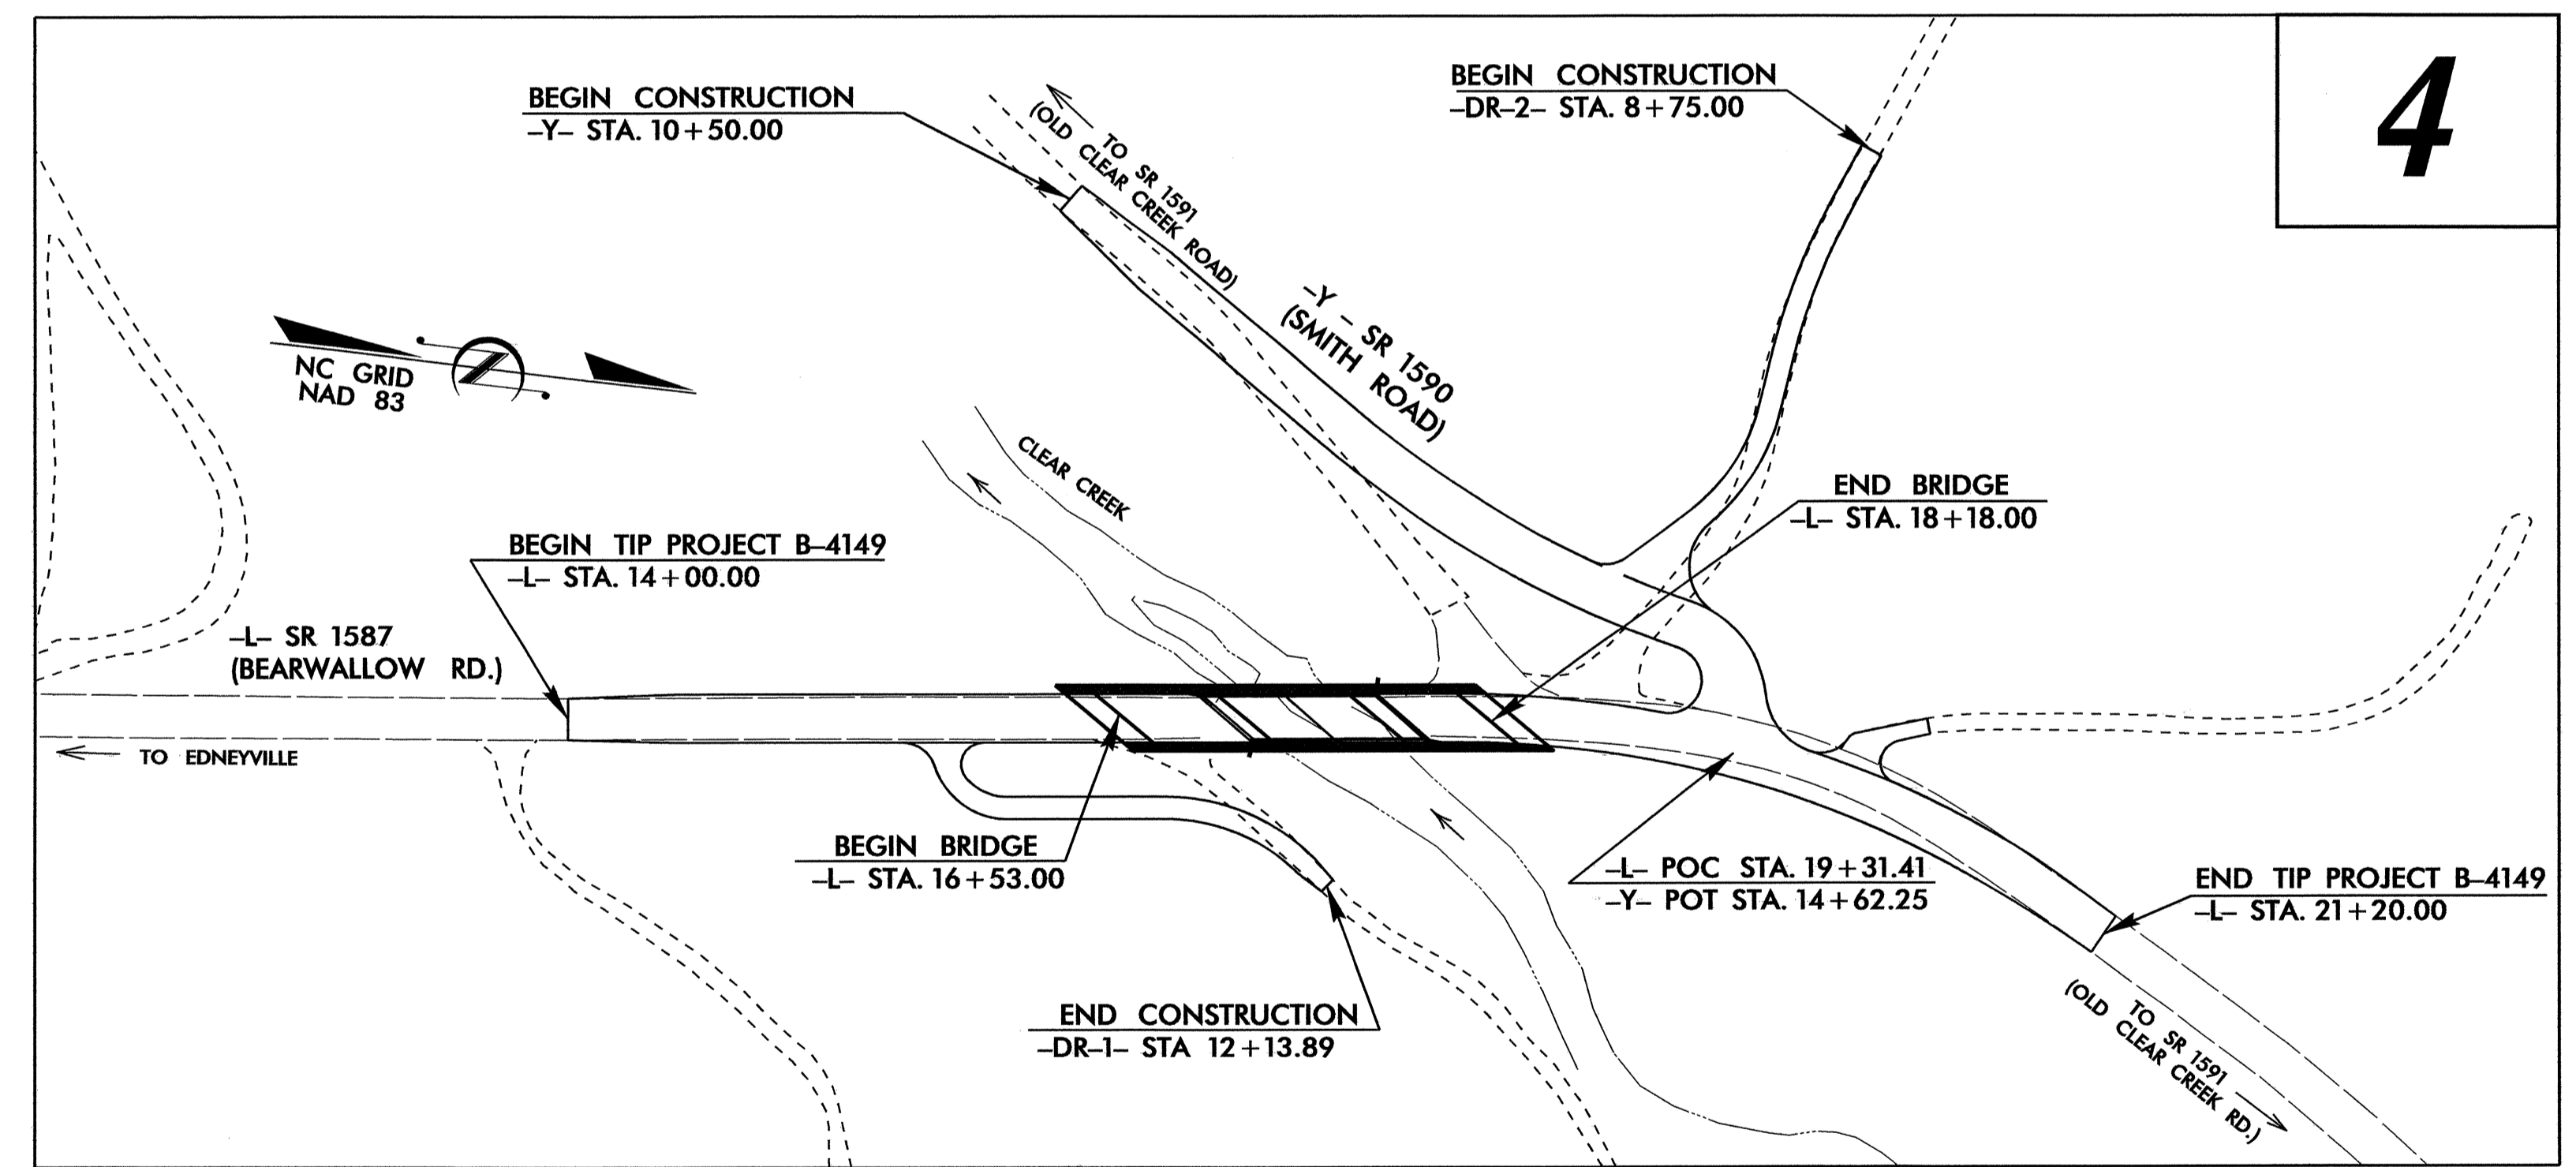 4
BEGIN CONSTRUCTION
-Y- STA. 10+50.00
BEGIN CONSTRUCTION
-DR-2- STA. 8+75.00
TO SR 1591
(OLD CLEAR CREEK ROAD)
-Y- SR 1590
(SMITH ROAD)
NC GRID
NAD 83
CLEAR CREEK
END BRIDGE
-L- STA. 18+18.00
BEGIN TIP PROJECT B-4149
-L- STA. 14+00.00
-L- SR 1587
(BEARWALLOW RD.)
TO EDNEYVILLE
BEGIN BRIDGE
-L- STA. 16+53.00
-L- POC STA. 19+31.41
-Y- POT STA. 14+62.25
END TIP PROJECT B-4149
-L- STA. 21+20.00
END CONSTRUCTION
-DR-1- STA 12+13.89
TO SR 1591
(OLD CLEAR CREEK RD.)